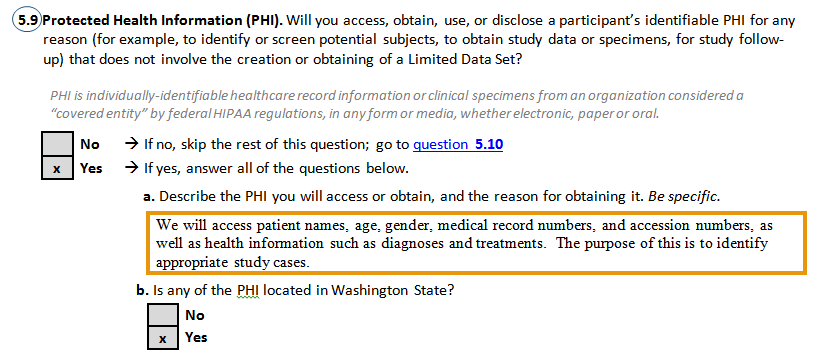 5.9 Protected Health Information (PHI). Will you access, obtain, use, or disclose a participant's identifiable PHI for any
reason (for example, to identify or screen potential subjects, to obtain study data or specimens, for study follow-
up) that does not involve the creation or obtaining of a Limited Data Set?
PHI is individually-identifiable healthcare record information or clinical specimens from an organization considered a
“covered entity” by federal HIPAA regulations, in any form or media, whether electronic, paper or oral.
No → If no, skip the rest of this question; go to question 5.10
x Yes → If yes, answer all of the questions below.
a. Describe the PHI you will access or obtain, and the reason for obtaining it. Be specific.
We will access patient names, age, gender, medical record numbers, and accession numbers, as
well as health information such as diagnoses and treatments. The purpose of this is to identify
appropriate study cases.
b. Is any of the PHI located in Washington State?
No
x Yes